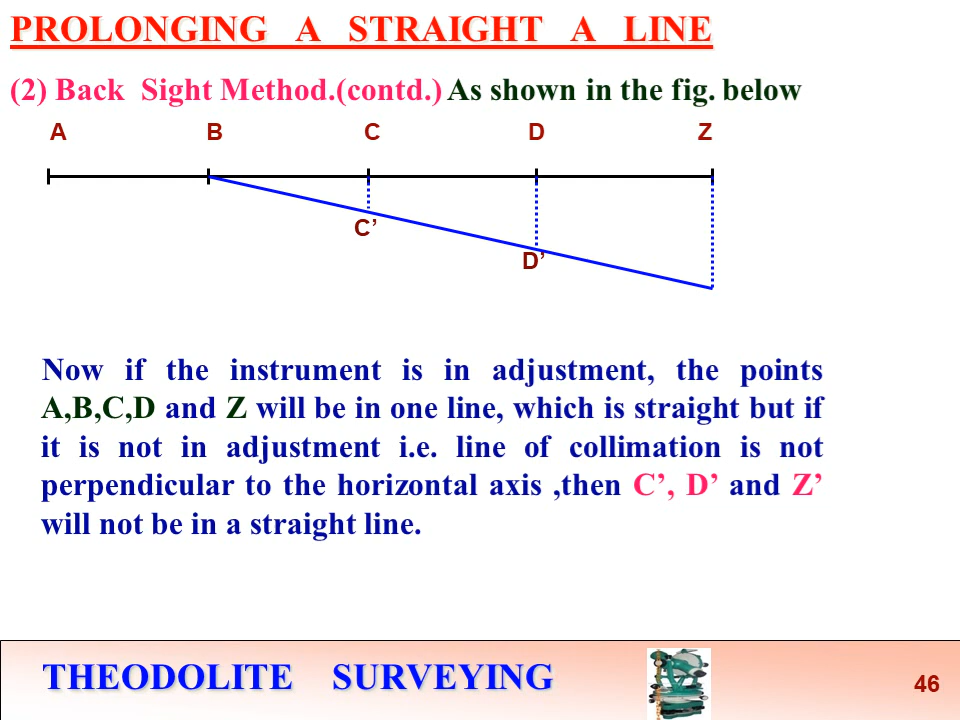 PROLONGING A STRAIGHT A LINE
(2) Back Sight Method.(contd.) As shown in the fig. below
A B C D Z
C’
D’
Now if the instrument is in adjustment, the points
A,B,C,D and Z will be in one line, which is straight but if
it is not in adjustment i.e. line of collimation is not
perpendicular to the horizontal axis ,then C’, D’ and Z’
will not be in a straight line.
THEODOLITE SURVEYING
46